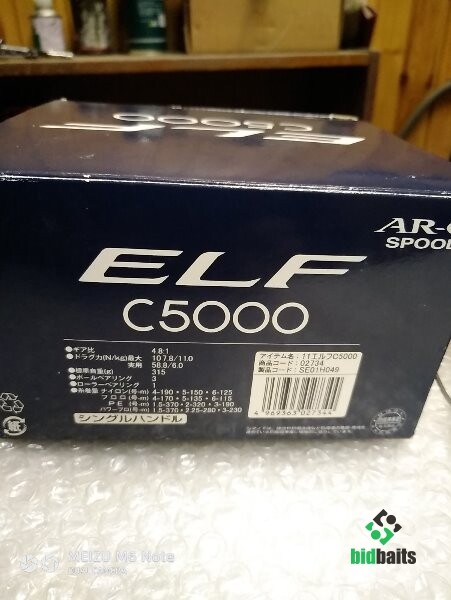 ELF
C5000
AR-C
SPOOL
ELF
C5000
●ギア比 4.8:1
●ドラグ力(N/kg)最大 107.8/11.0
実用 58.8/6.0
●標準自重(g) 315
●ボールベアリング 3
●ローラーベアリング 1
●糸巻量 ナイロン(号-m) 4-190・5-150・6-125
フロロ(号-m) 4-170・5-135・6-115
PE(号-m) 1.5-370・2-320・3-190
パワープロ(号-m) 1.5-370・2.25-280・3-230
シングルハンドル
アイテム名:11エルフC5000
商品コード:02734
製品コード:SE01H049
4 969363 027344
MEIZU M5 Note
DUAL CAMERA
bidbaits